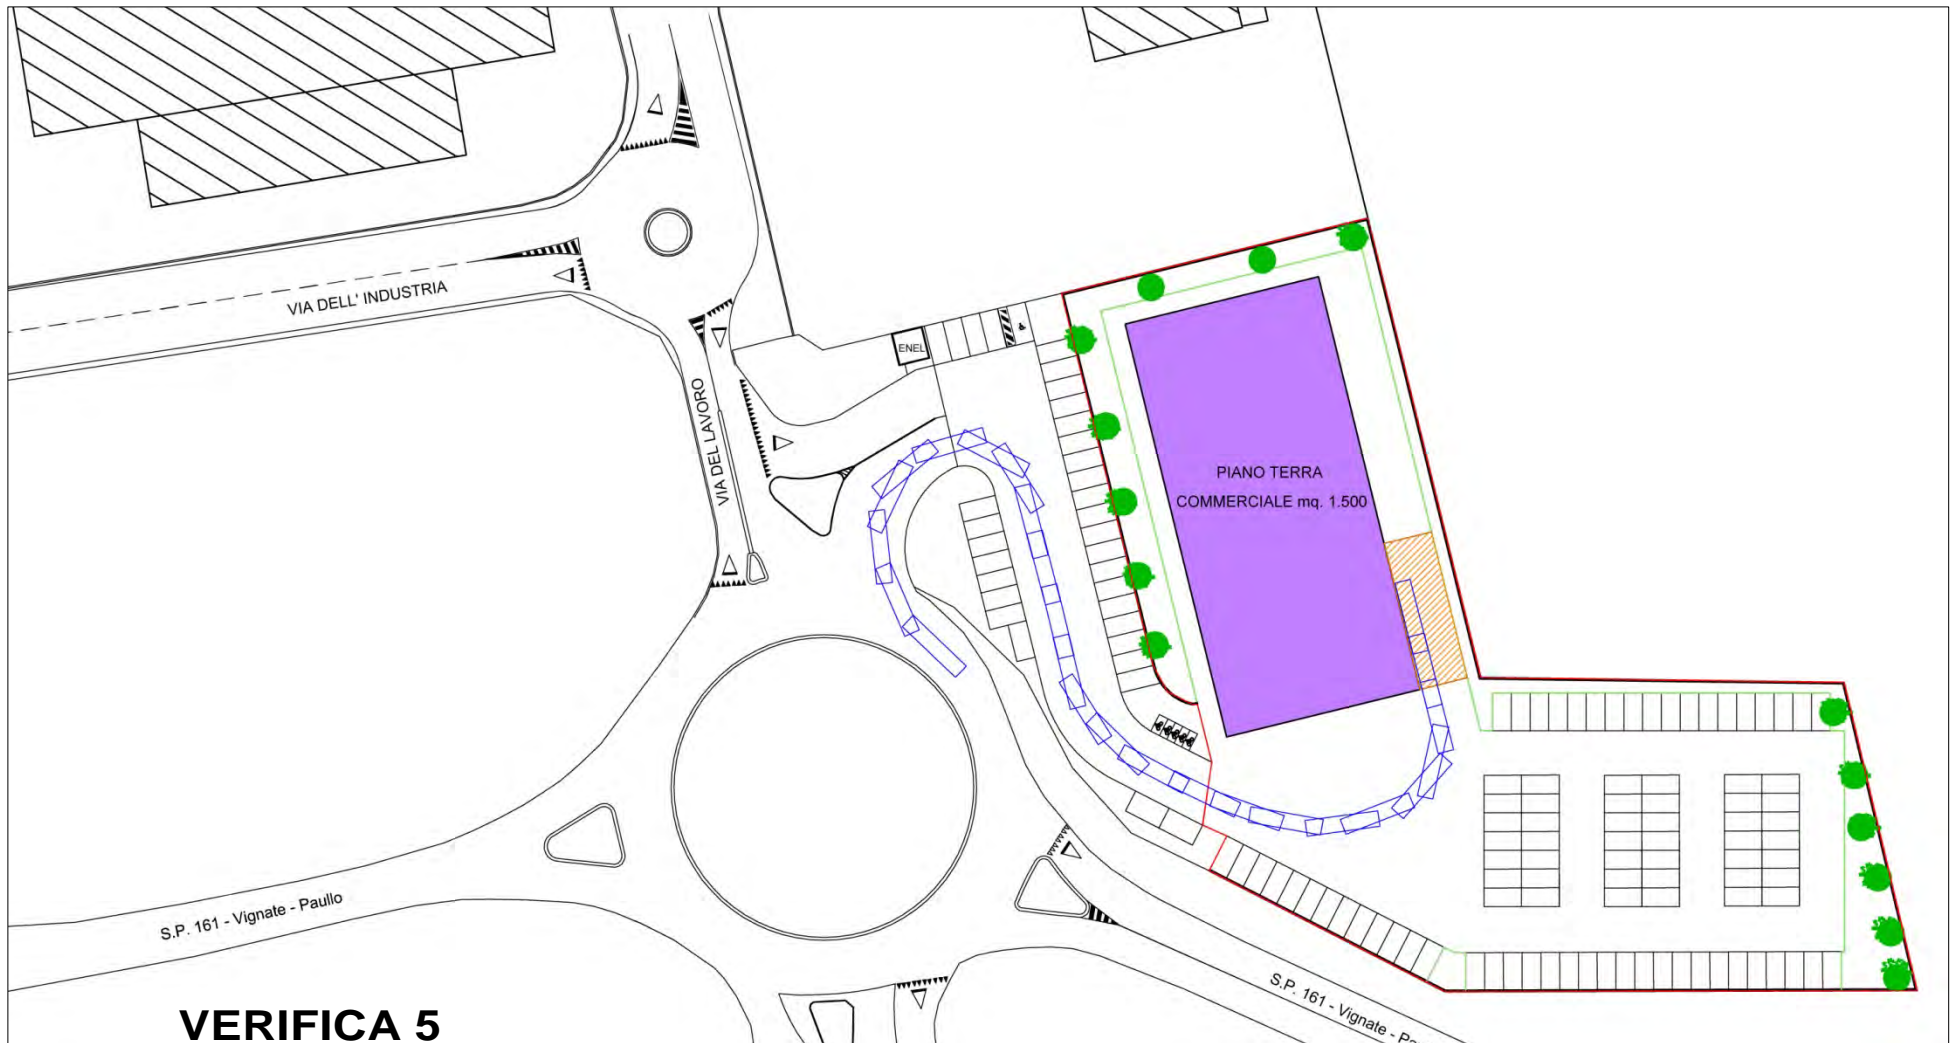 VIA DELL' INDUSTRIA
ENEL
VIA DEL LAVORO
PIANO TERRA
COMMERCIALE mq. 1.500
S.P. 161 - Vignate - Paullo
S.P. 161 - Vignate -
VERIFICA 5